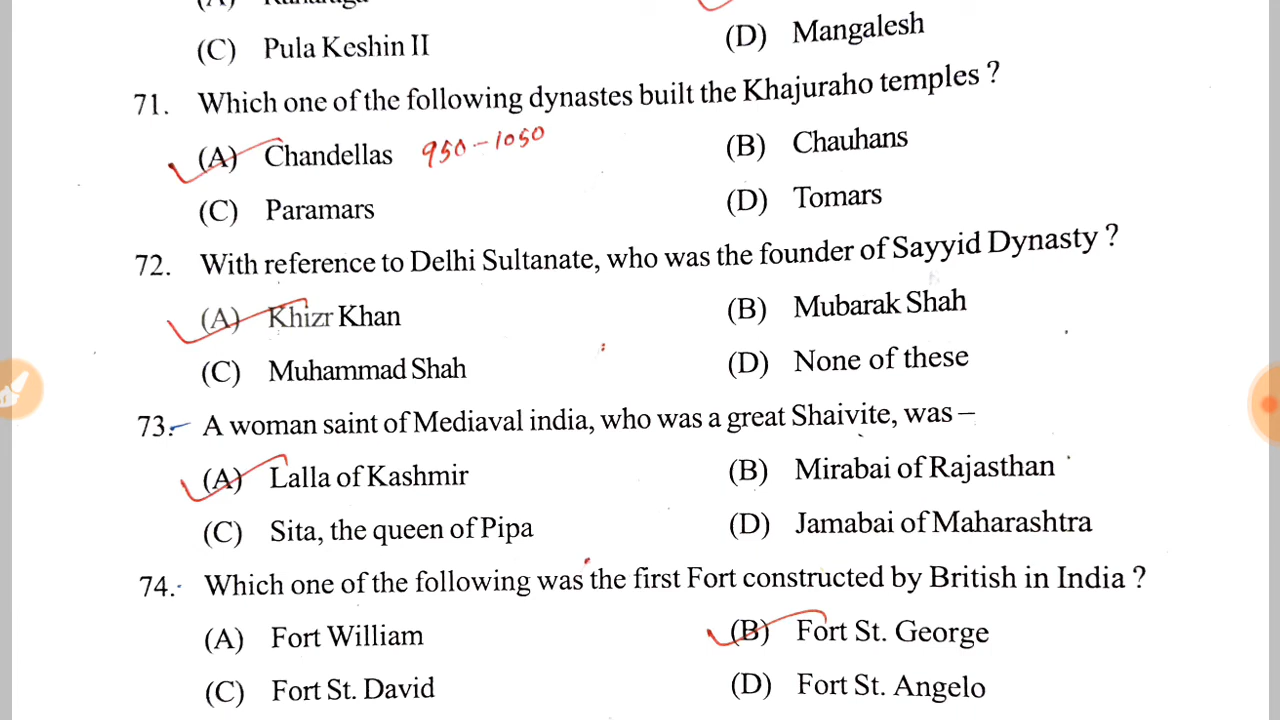 (C) Pula Keshin II (D) Mangalesh
71. Which one of the following dynastes built the Khajuraho temples ?
(A) Chandellas 950-1050 (B) Chauhans
(C) Paramars (D) Tomars
72. With reference to Delhi Sultanate, who was the founder of Sayyid Dynasty ?
(A) Khizr Khan (B) Mubarak Shah
(C) Muhammad Shah (D) None of these
73. A woman saint of Mediaval india, who was a great Shaivite, was –
(A) Lalla of Kashmir (B) Mirabai of Rajasthan
(C) Sita, the queen of Pipa (D) Jamabai of Maharashtra
74. Which one of the following was the first Fort constructed by British in India ?
(A) Fort William (B) Fort St. George
(C) Fort St. David (D) Fort St. Angelo